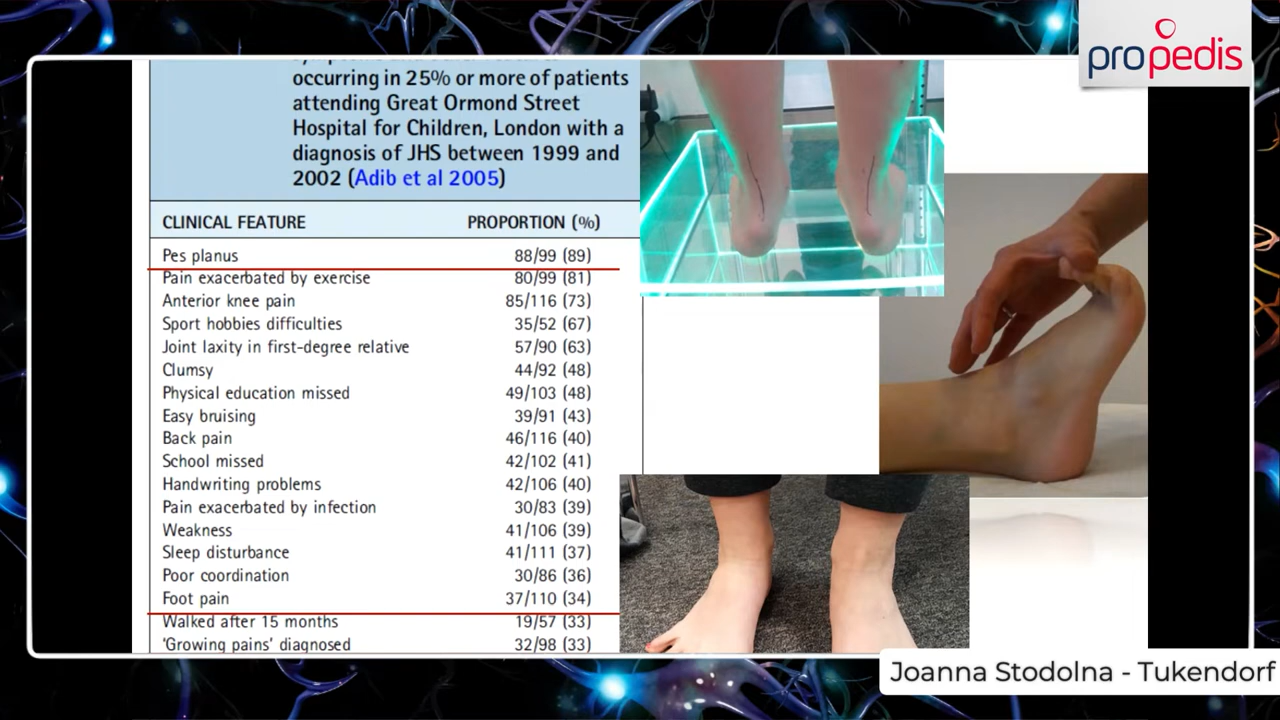 propedis
occurring in 25% or more of patients
attending Great Ormond Street
Hospital for Children, London with a
diagnosis of JHS between 1999 and
2002 (Adib et al 2005)
CLINICAL FEATURE PROPORTION (%)
Pes planus 88/99 (89)
Pain exacerbated by exercise 80/99 (81)
Anterior knee pain 85/116 (73)
Sport hobbies difficulties 35/52 (67)
Joint laxity in first-degree relative 57/90 (63)
Clumsy 44/92 (48)
Physical education missed 49/103 (48)
Easy bruising 39/91 (43)
Back pain 46/116 (40)
School missed 42/102 (41)
Handwriting problems 42/106 (40)
Pain exacerbated by infection 30/83 (39)
Weakness 41/106 (39)
Sleep disturbance 41/111 (37)
Poor coordination 30/86 (36)
Foot pain 37/110 (34)
Walked after 15 months 19/57 (33)
‘Growing pains’ diagnosed 32/98 (33)
Joanna Stodolna - Tukendorf